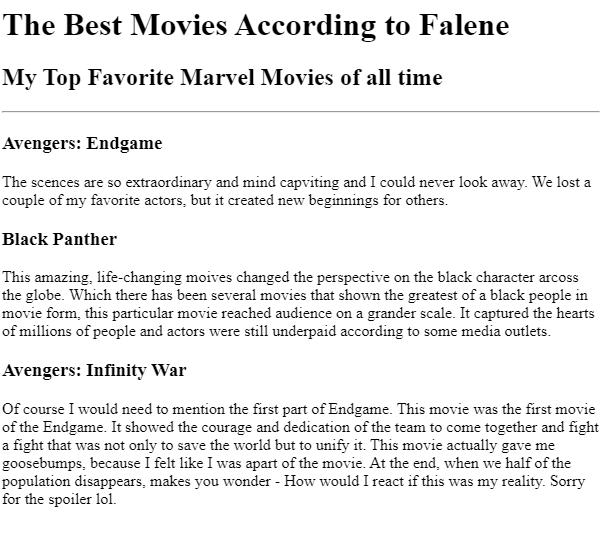 The Best Movies According to Falene
My Top Favorite Marvel Movies of all time
Avengers: Endgame
The scences are so extraordinary and mind capviting and I could never look away. We lost a
couple of my favorite actors, but it created new beginnings for others.
Black Panther
This amazing, life-changing moives changed the perspective on the black character arcoss
the globe. Which there has been several movies that shown the greatest of a black people in
movie form, this particular movie reached audience on a grander scale. It captured the hearts
of millions of people and actors were still underpaid according to some media outlets.
Avengers: Infinity War
Of course I would need to mention the first part of Endgame. This movie was the first movie
of the Endgame. It showed the courage and dedication of the team to come together and fight
a fight that was not only to save the world but to unify it. This movie actually gave me
goosebumps, because I felt like I was apart of the movie. At the end, when we half of the
population disappears, makes you wonder - How would I react if this was my reality. Sorry
for the spoiler lol.